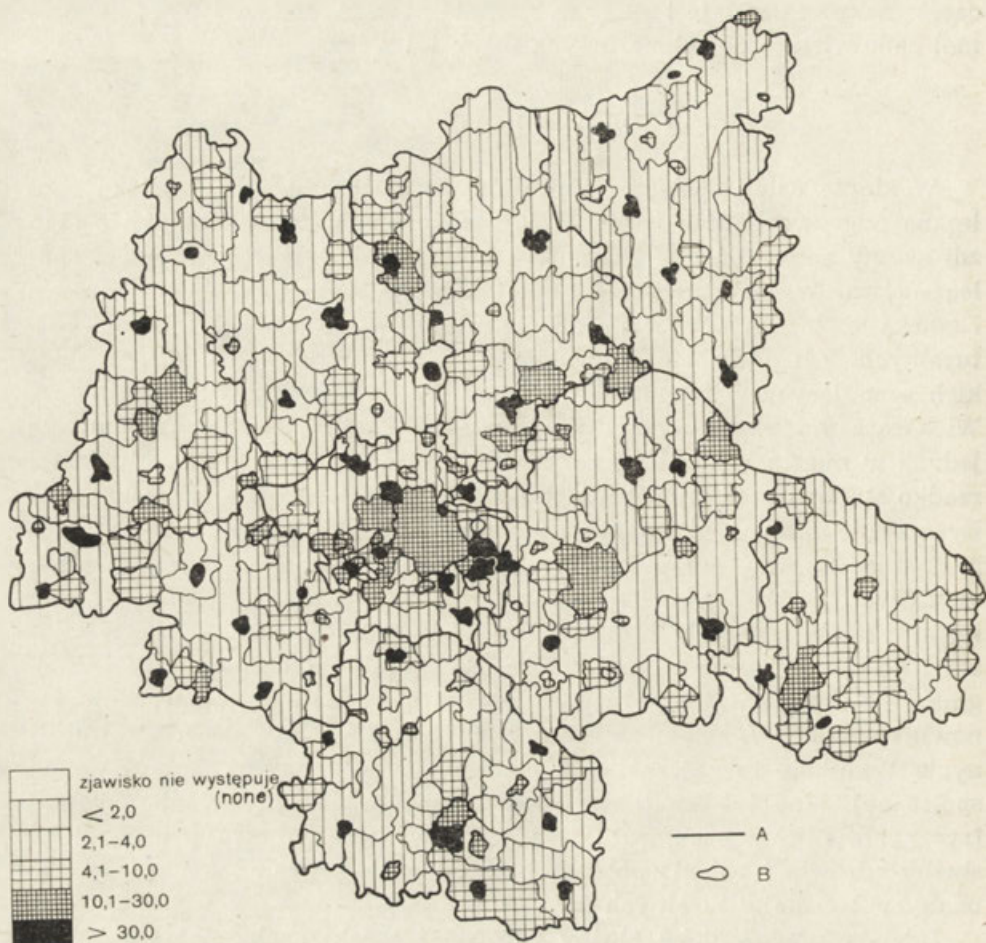 zjawisko nie występuje
(none)
< 2,0
2,1–4,0
4,1–10,0
10,1–30,0
> 30,0
A
B